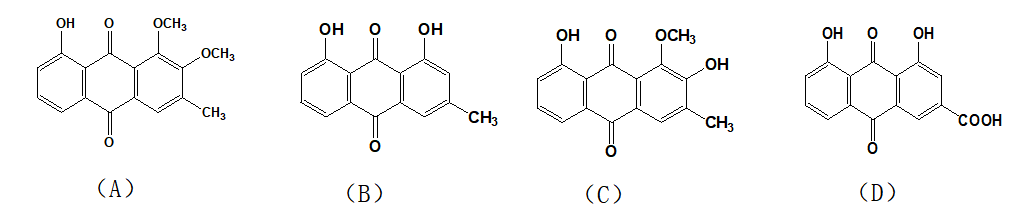 OH O OCH₃
OCH₃
CH₃
O
(A)
OH O OH
CH₃
O
(B)
OH O OCH₃
OH
CH₃
O
(C)
OH O OH
COOH
O
(D)